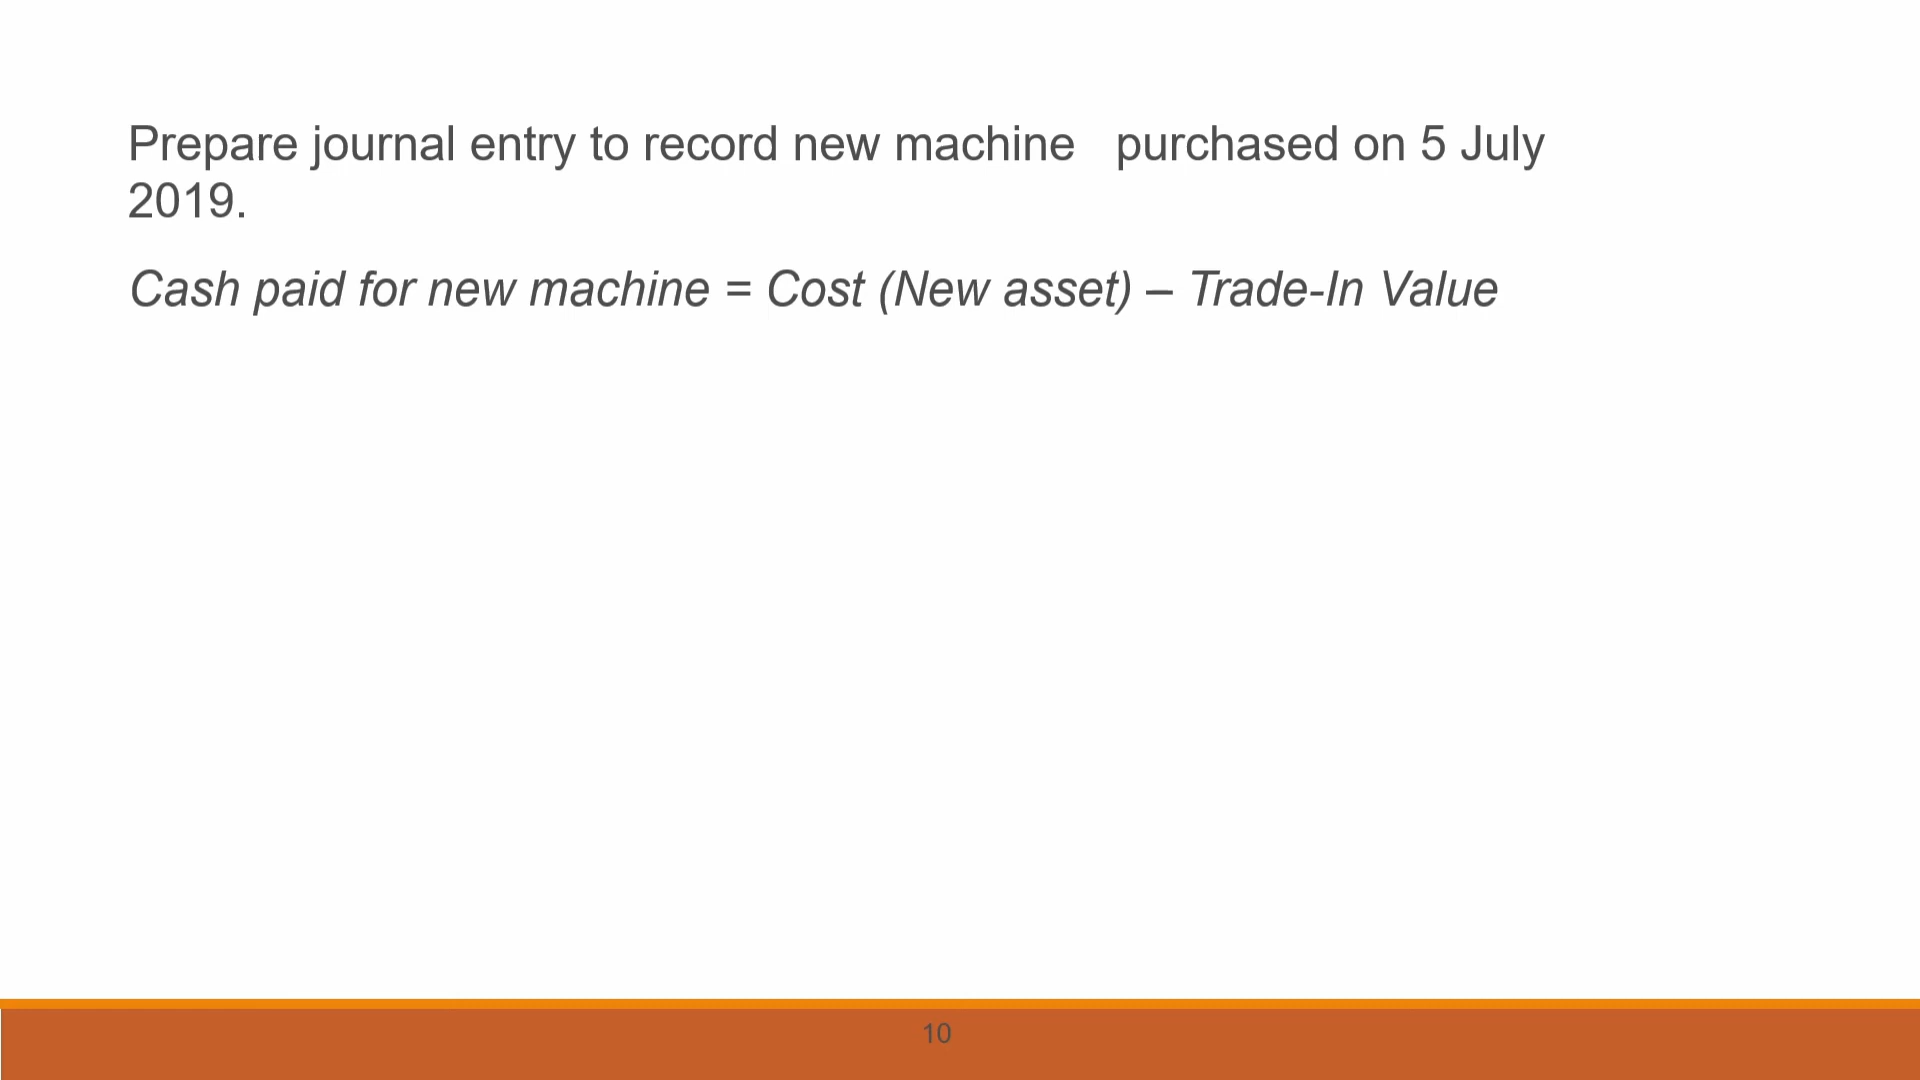 Prepare journal entry to record new machine   purchased on 5 July
2019.
Cash paid for new machine = Cost (New asset) – Trade-In Value
10